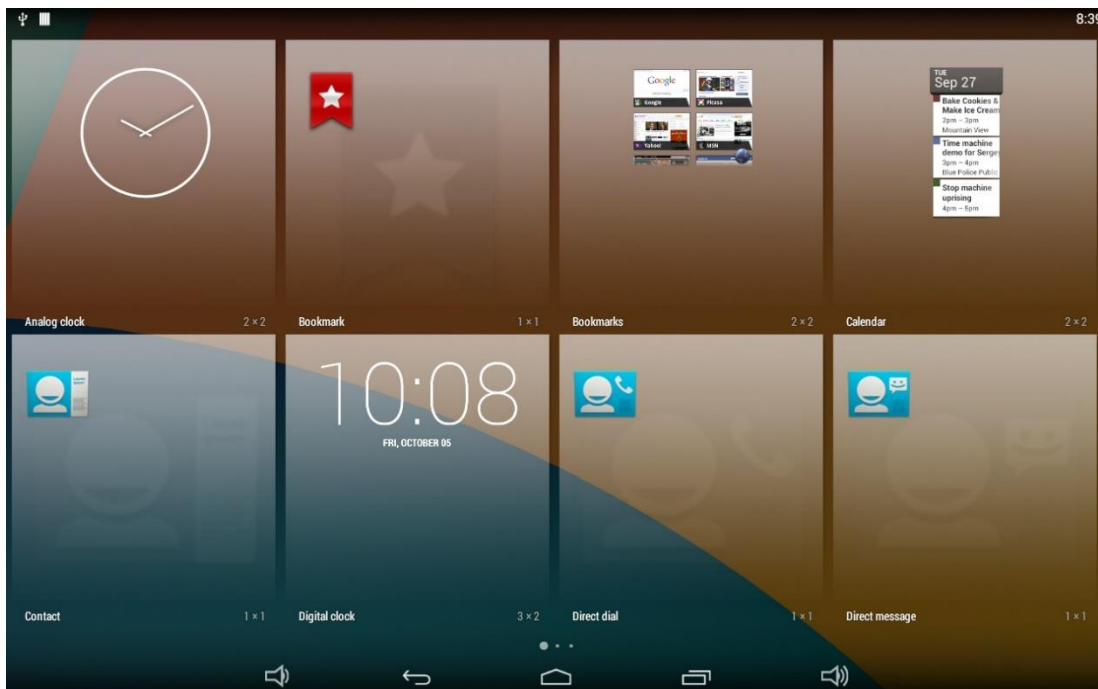 8:39
Google
Google
Picasa
Yahoo!
MSN
TUE
Sep 27
Bake Cookies &
Make Ice Cream
2pm – 3pm
Mountain View
Time machine
demo for Sergey
3pm – 4pm
Blue Police Public
Stop machine
uprising
4pm – 5pm
Analog clock 2 × 2
Bookmark 1 × 1
Bookmarks 2 × 2
Calendar 2 × 2
10:08
FRI, OCTOBER 05
Contact 1 × 1
Digital clock 3 × 2
Direct dial 1 × 1
Direct message 1 × 1